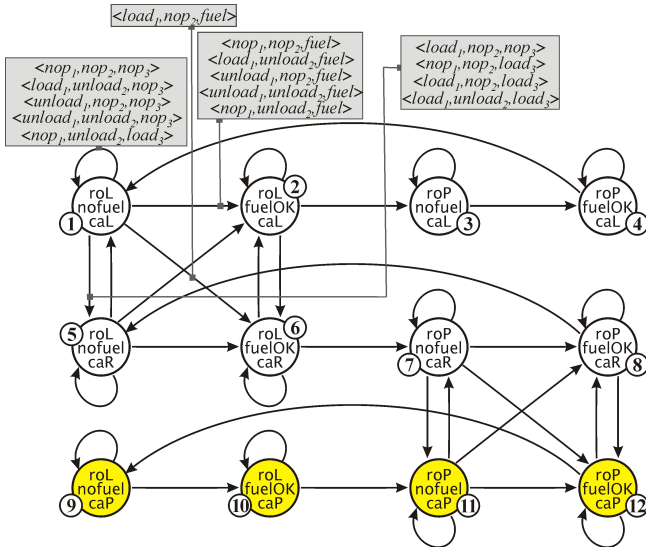 <load₁,nop₂,fuel>
<nop₁,nop₂,nop₃>
<load₁,unload₂,nop₃>
<unload₁,nop₂,nop₃>
<unload₁,unload₂,nop₃>
<nop₁,unload₂,load₃>
<nop₁,nop₂,fuel>
<load₁,unload₂,fuel>
<unload₁,nop₂,fuel>
<unload₁,unload₂,fuel>
<nop₁,unload₂,fuel>
<load₁,nop₂,nop₃>
<nop₁,nop₂,load₃>
<load₁,nop₂,load₃>
<load₁,unload₂,load₃>
roL
nofuel
caL
1
roL
fuelOK
caL
2
roP
nofuel
caL
3
roP
fuelOK
caL
4
roL
nofuel
caR
5
roL
fuelOK
caR
6
roP
nofuel
caR
7
roP
fuelOK
caR
8
roL
nofuel
caP
9
roL
fuelOK
caP
10
roP
nofuel
caP
11
roP
fuelOK
caP
12